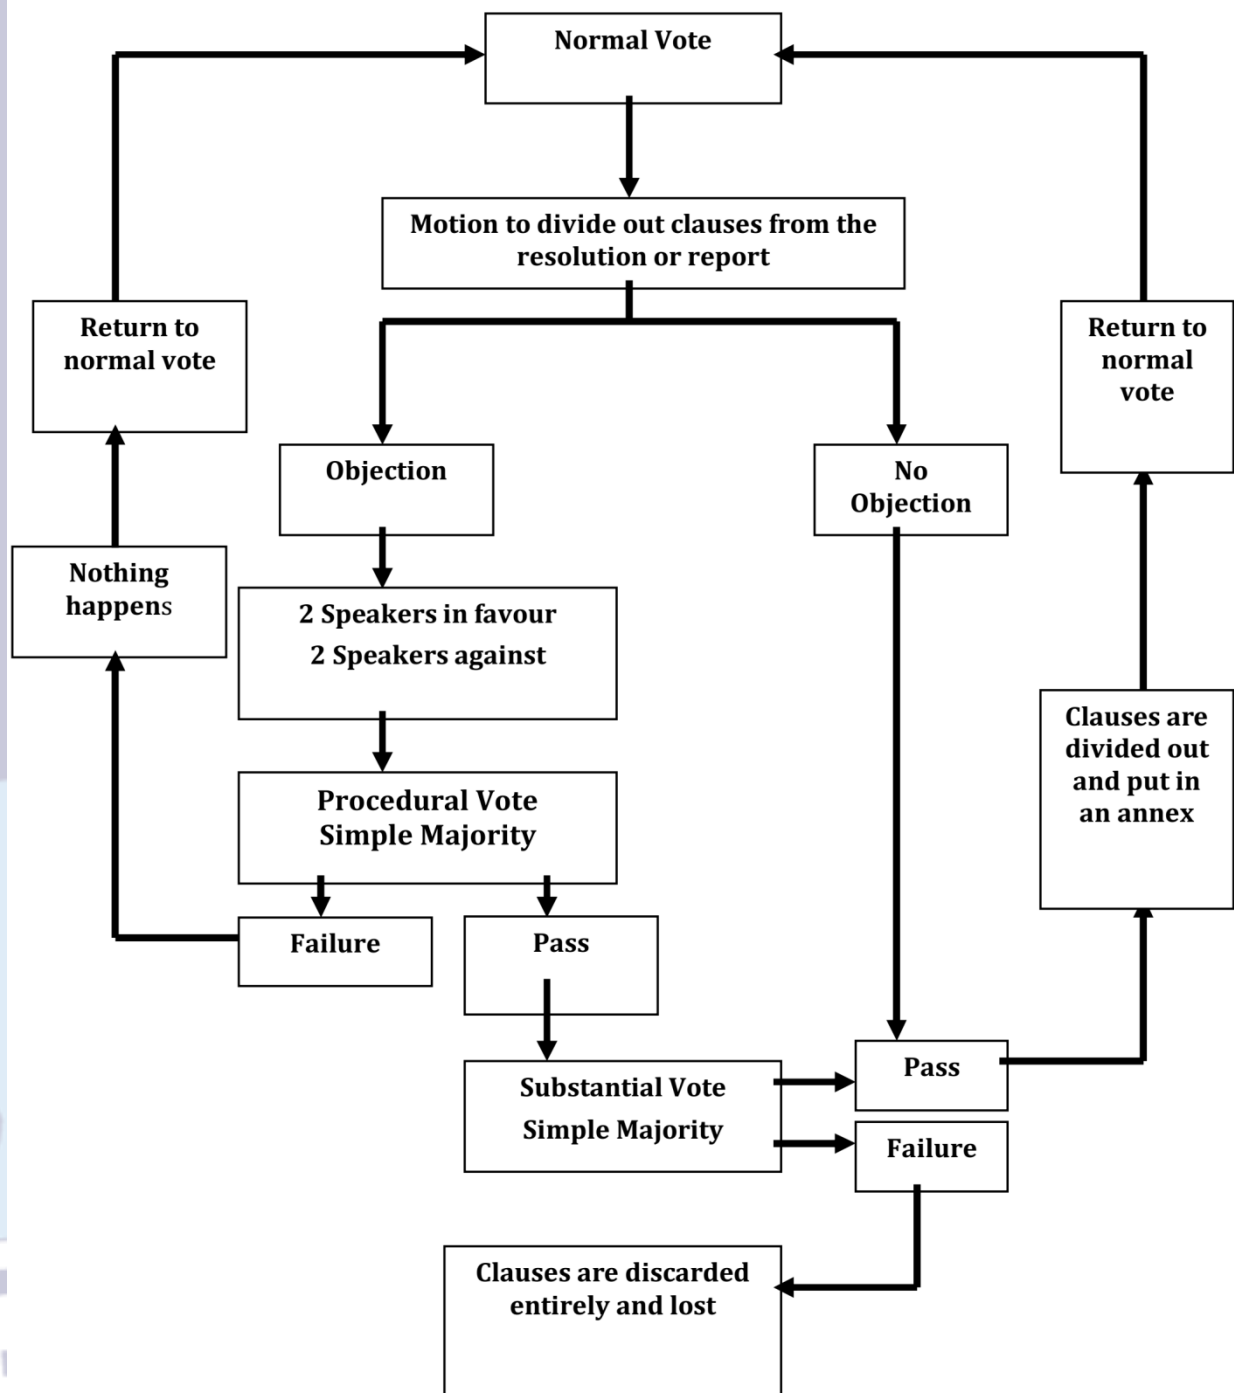 Normal Vote
Motion to divide out clauses from the
resolution or report
Return to
normal vote
Return to
normal
vote
Objection
No
Objection
Nothing
happens
2 Speakers in favour
2 Speakers against
Clauses are
divided out
and put in
an annex
Procedural Vote
Simple Majority
Failure
Pass
Substantial Vote
Simple Majority
Pass
Failure
Clauses are discarded
entirely and lost